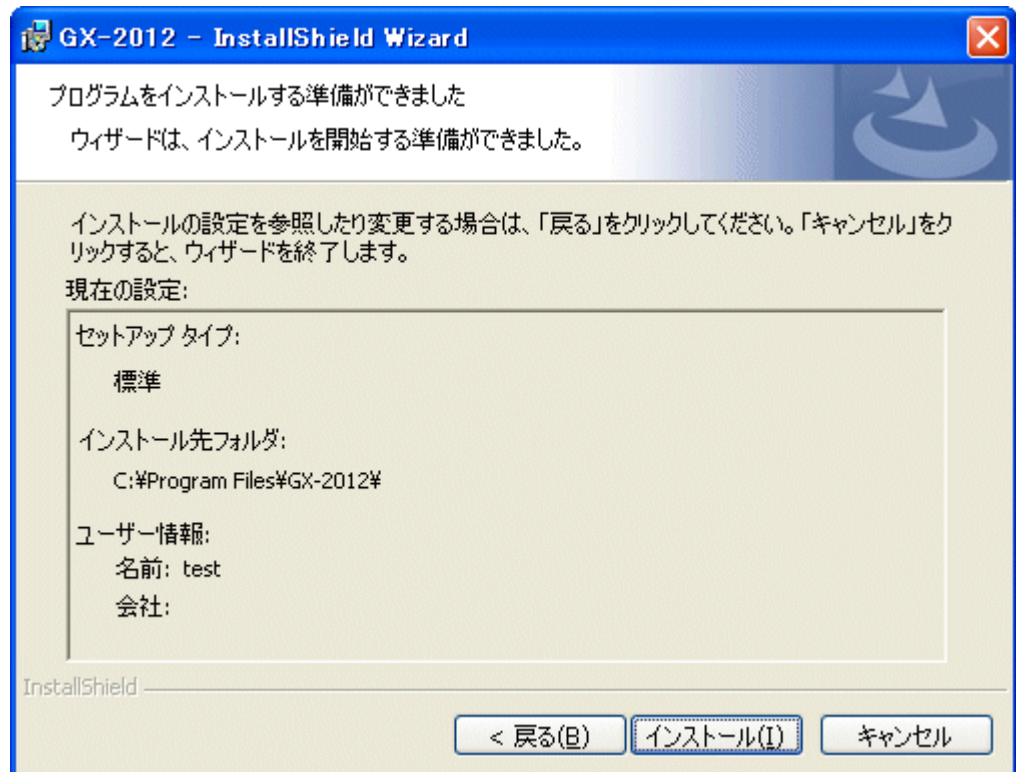 GX-2012 - InstallShield Wizard
プログラムをインストールする準備ができました
ウィザードは、インストールを開始する準備ができました。
インストールの設定を参照したり変更する場合は、「戻る」をクリックしてください。「キャンセル」をク
リックすると、ウィザードを終了します。
現在の設定:
セットアップ タイプ:
標準
インストール先フォルダ:
C:¥Program Files¥GX-2012¥
ユーザー情報:
名前: test
会社:
InstallShield
< 戻る(B) インストール(I) キャンセル